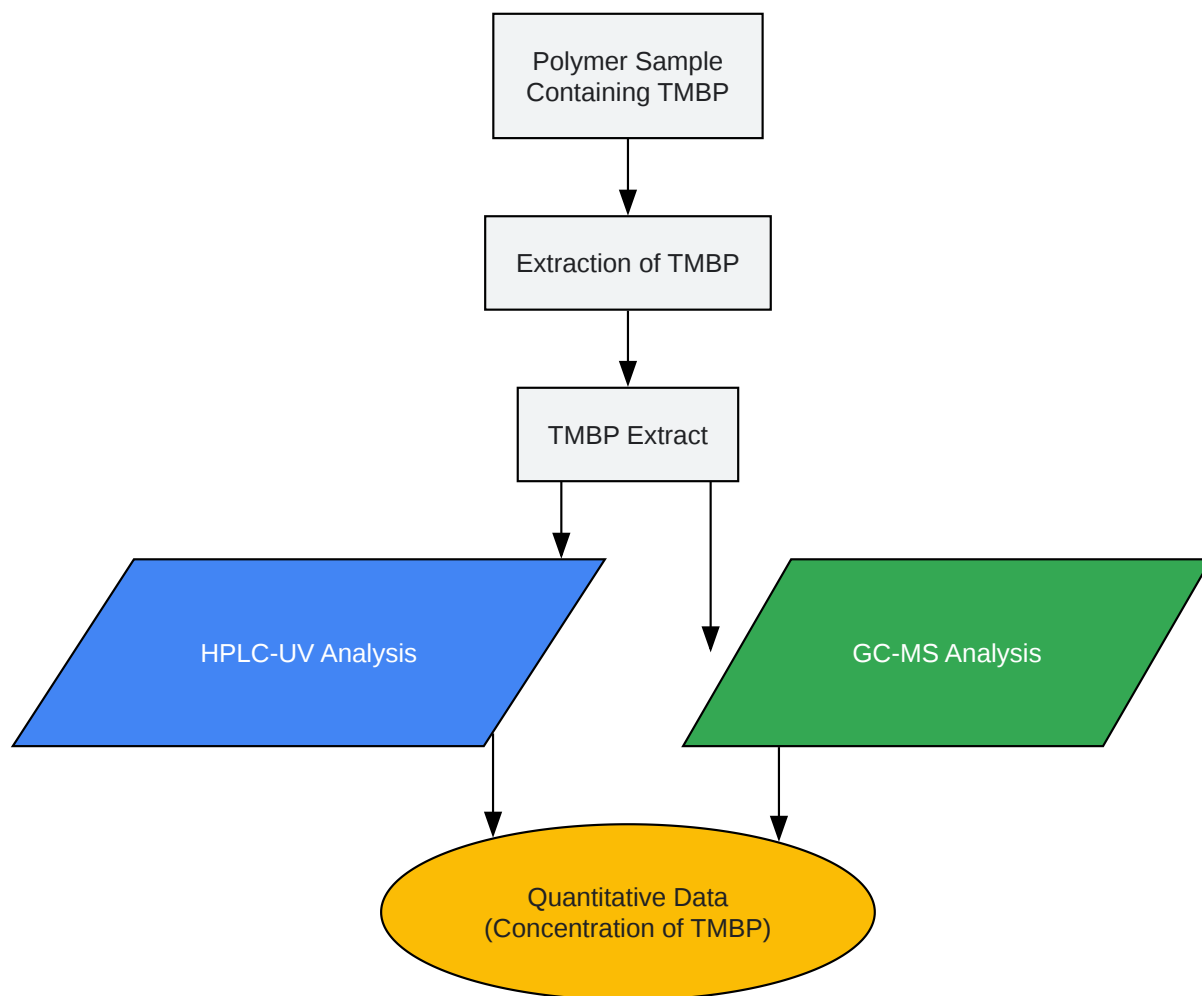 Polymer Sample
Containing TMBP
Extraction of TMBP
TMBP Extract
HPLC-UV Analysis
GC-MS Analysis
Quantitative Data
(Concentration of TMBP)